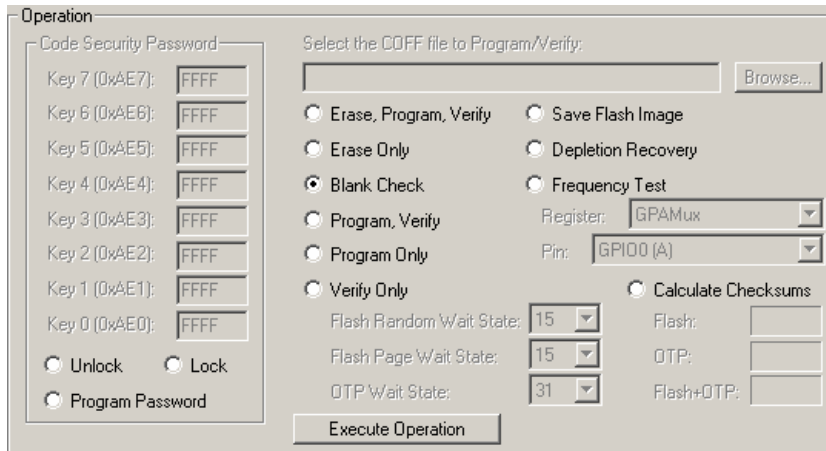 Operation
Code Security Password
Key 7 (0xAE7): FFFF
Key 6 (0xAE6): FFFF
Key 5 (0xAE5): FFFF
Key 4 (0xAE4): FFFF
Key 3 (0xAE3): FFFF
Key 2 (0xAE2): FFFF
Key 1 (0xAE1): FFFF
Key 0 (0xAE0): FFFF
Unlock Lock
Program Password
Select the COFF file to Program/Verify:
Browse...
Erase, Program, Verify
Erase Only
Blank Check
Program, Verify
Program Only
Verify Only
Flash Random Wait State: 15
Flash Page Wait State: 15
OTP Wait State: 31
Save Flash Image
Depletion Recovery
Frequency Test
Register: GPAMux
Pin: GPIO0 (A)
Calculate Checksums
Flash:
OTP:
Flash+OTP:
Execute Operation